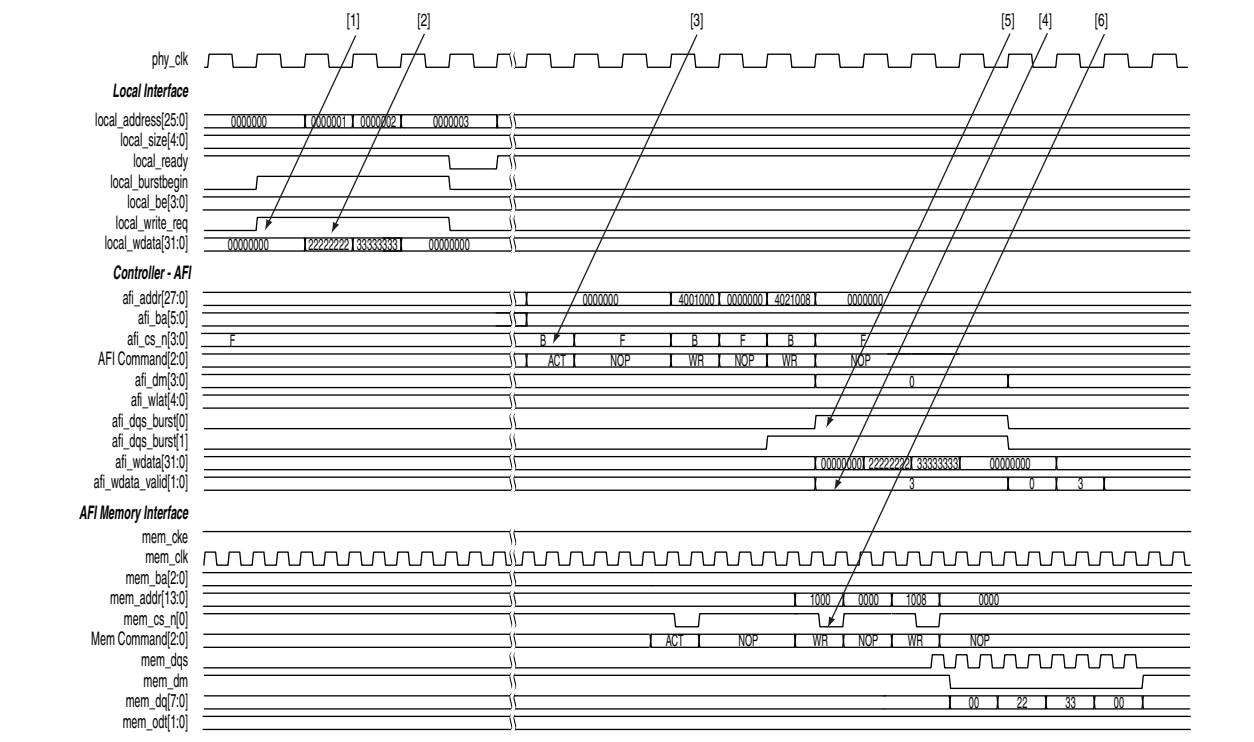 [1] [2] [3] [5] [4] [6]
phy_clk
Local Interface
local_address[25:0] 0000000 0000001 0000002 0000003
local_size[4:0]
local_ready
local_burstbegin
local_be[3:0]
local_write_req
local_wdata[31:0] 00000000 22222222 33333333 00000000
Controller - AFI
afi_addr[27:0] 0000000 4001000 0000000 4021008 0000000
afi_ba[5:0]
afi_cs_n[3:0] F B F B F B F
AFI Command[2:0] ACT NOP WR NOP WR NOP
afi_dm[3:0] 0
afi_wlat[4:0]
afi_dqs_burst[0]
afi_dqs_burst[1]
afi_wdata[31:0] 00000000 22222222 33333333 00000000
afi_wdata_valid[1:0] 3 0 3
AFI Memory Interface
mem_cke
mem_clk
mem_ba[2:0]
mem_addr[13:0] 1000 0000 1008 0000
mem_cs_n[0]
Mem Command[2:0] ACT NOP WR NOP WR NOP
mem_dqs
mem_dm
mem_dq[7:0] 00 22 33 00
mem_odt[1:0]